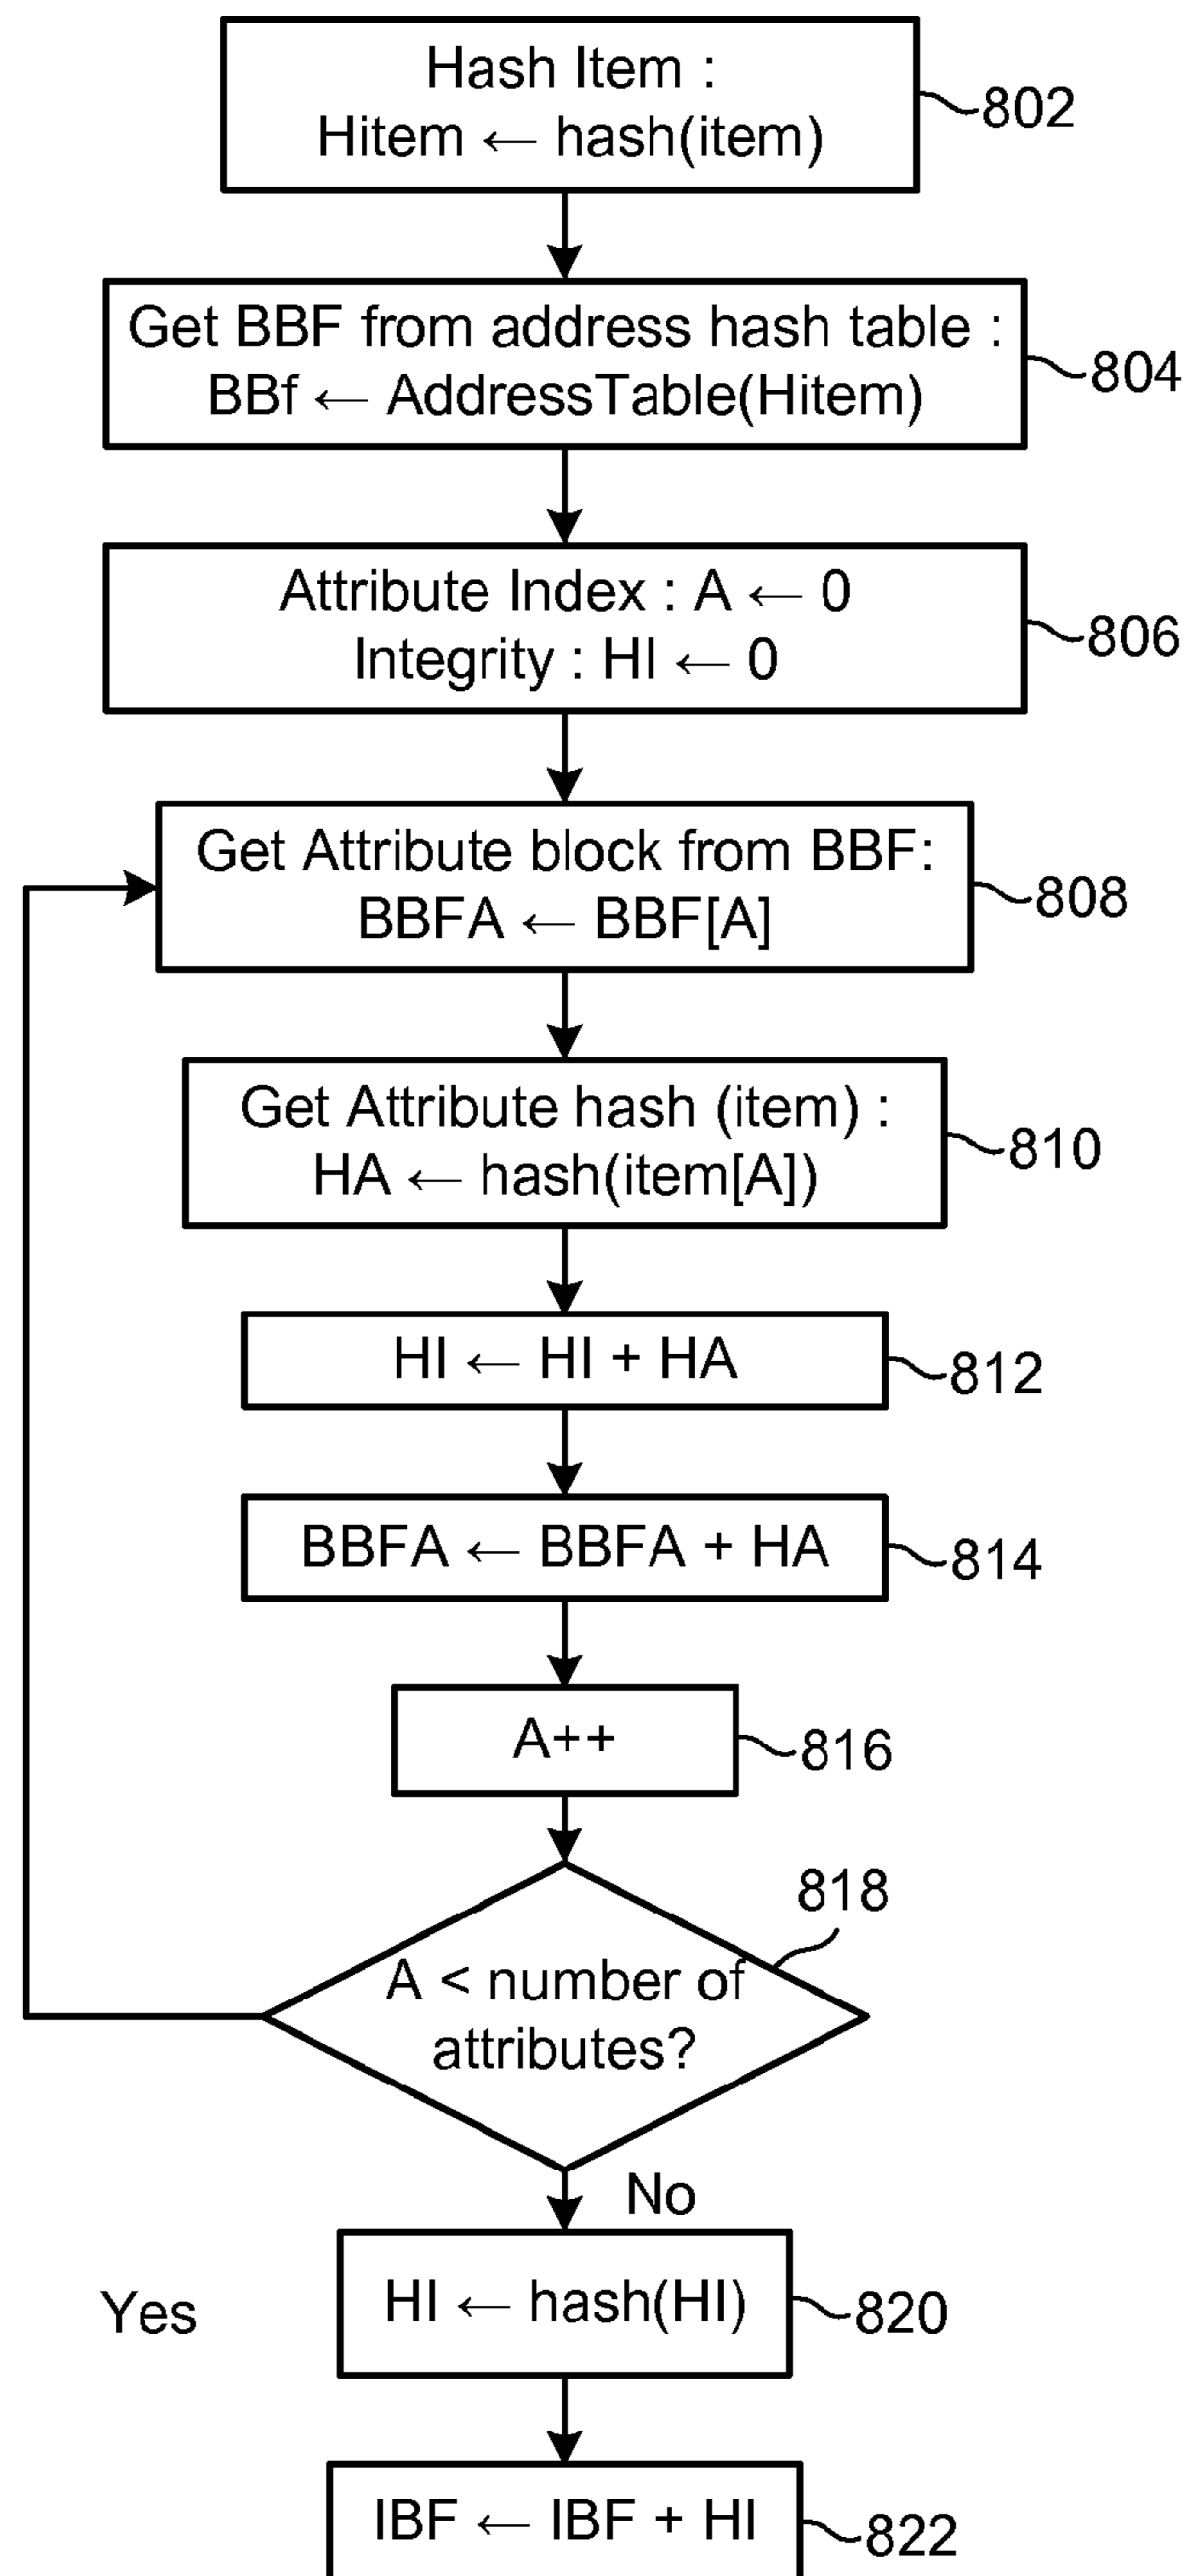 Hash Item :
Hitem ← hash(item)
802
Get BBF from address hash table :
BBf ← AddressTable(Hitem)
804
Attribute Index : A ← 0
Integrity : HI ← 0
806
Get Attribute block from BBF:
BBFA ← BBF[A]
808
Get Attribute hash (item) :
HA ← hash(item[A])
810
HI ← HI + HA
812
BBFA ← BBFA + HA
814
A++
816
818
A < number of
attributes?
No
HI ← hash(HI)
820
Yes
IBF ← IBF + HI
822